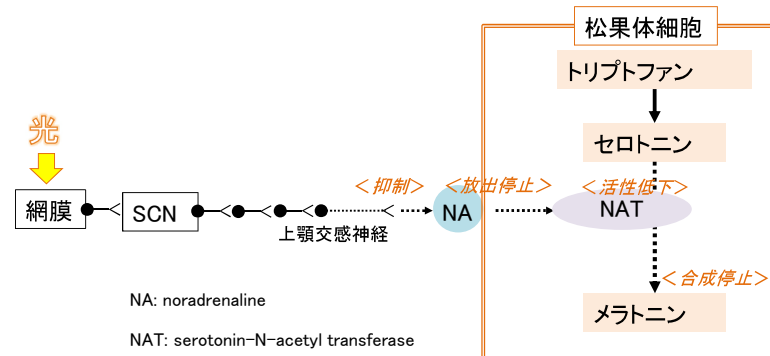 松果体細胞
トリプトファン
光
セロトニン
<抑制>
<放出停止>
<活性低下>
網膜
SCN
NA
NAT
上顎交感神経
<合成停止>
NA: noradrenaline
メラトニン
NAT: serotonin-N-acetyl transferase